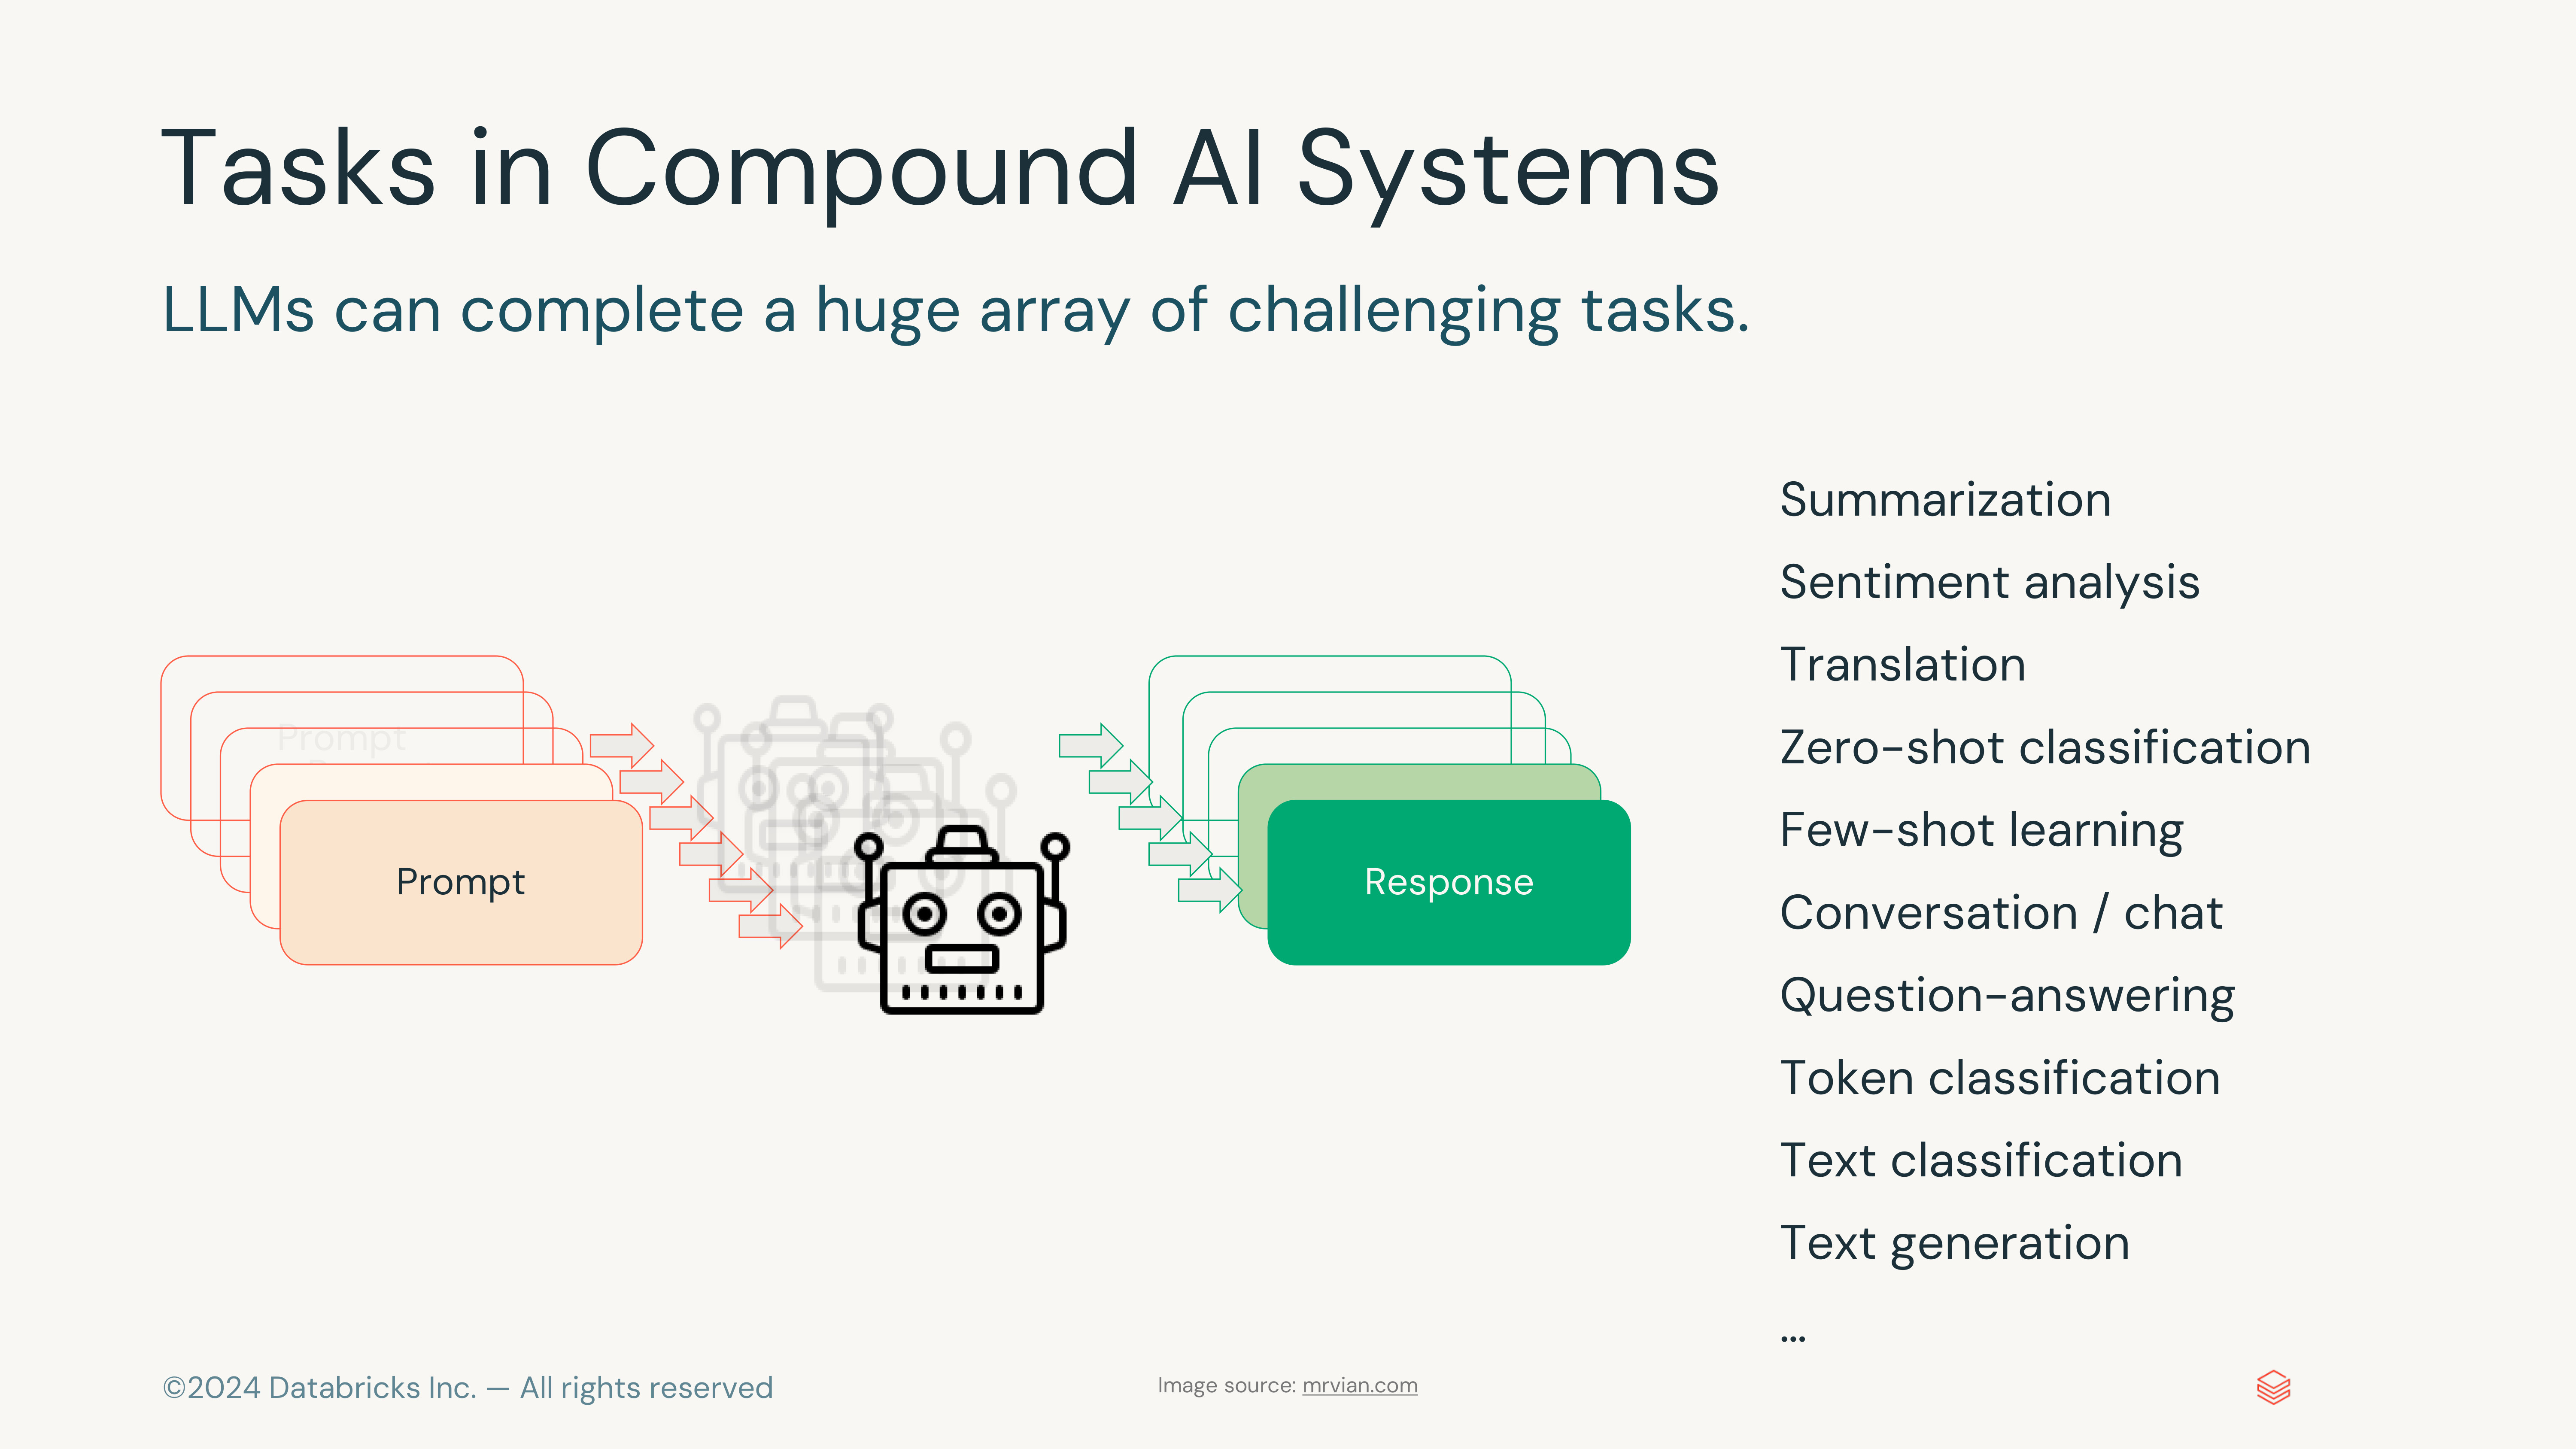 Tasks in Compound AI Systems
LLMs can complete a huge array of challenging tasks.
Prompt
Prompt
Response
Summarization
Sentiment analysis
Translation
Zero-shot classification
Few-shot learning
Conversation / chat
Question-answering
Token classification
Text classification
Text generation
...
©2024 Databricks Inc. — All rights reserved
Image source: mrvian.com